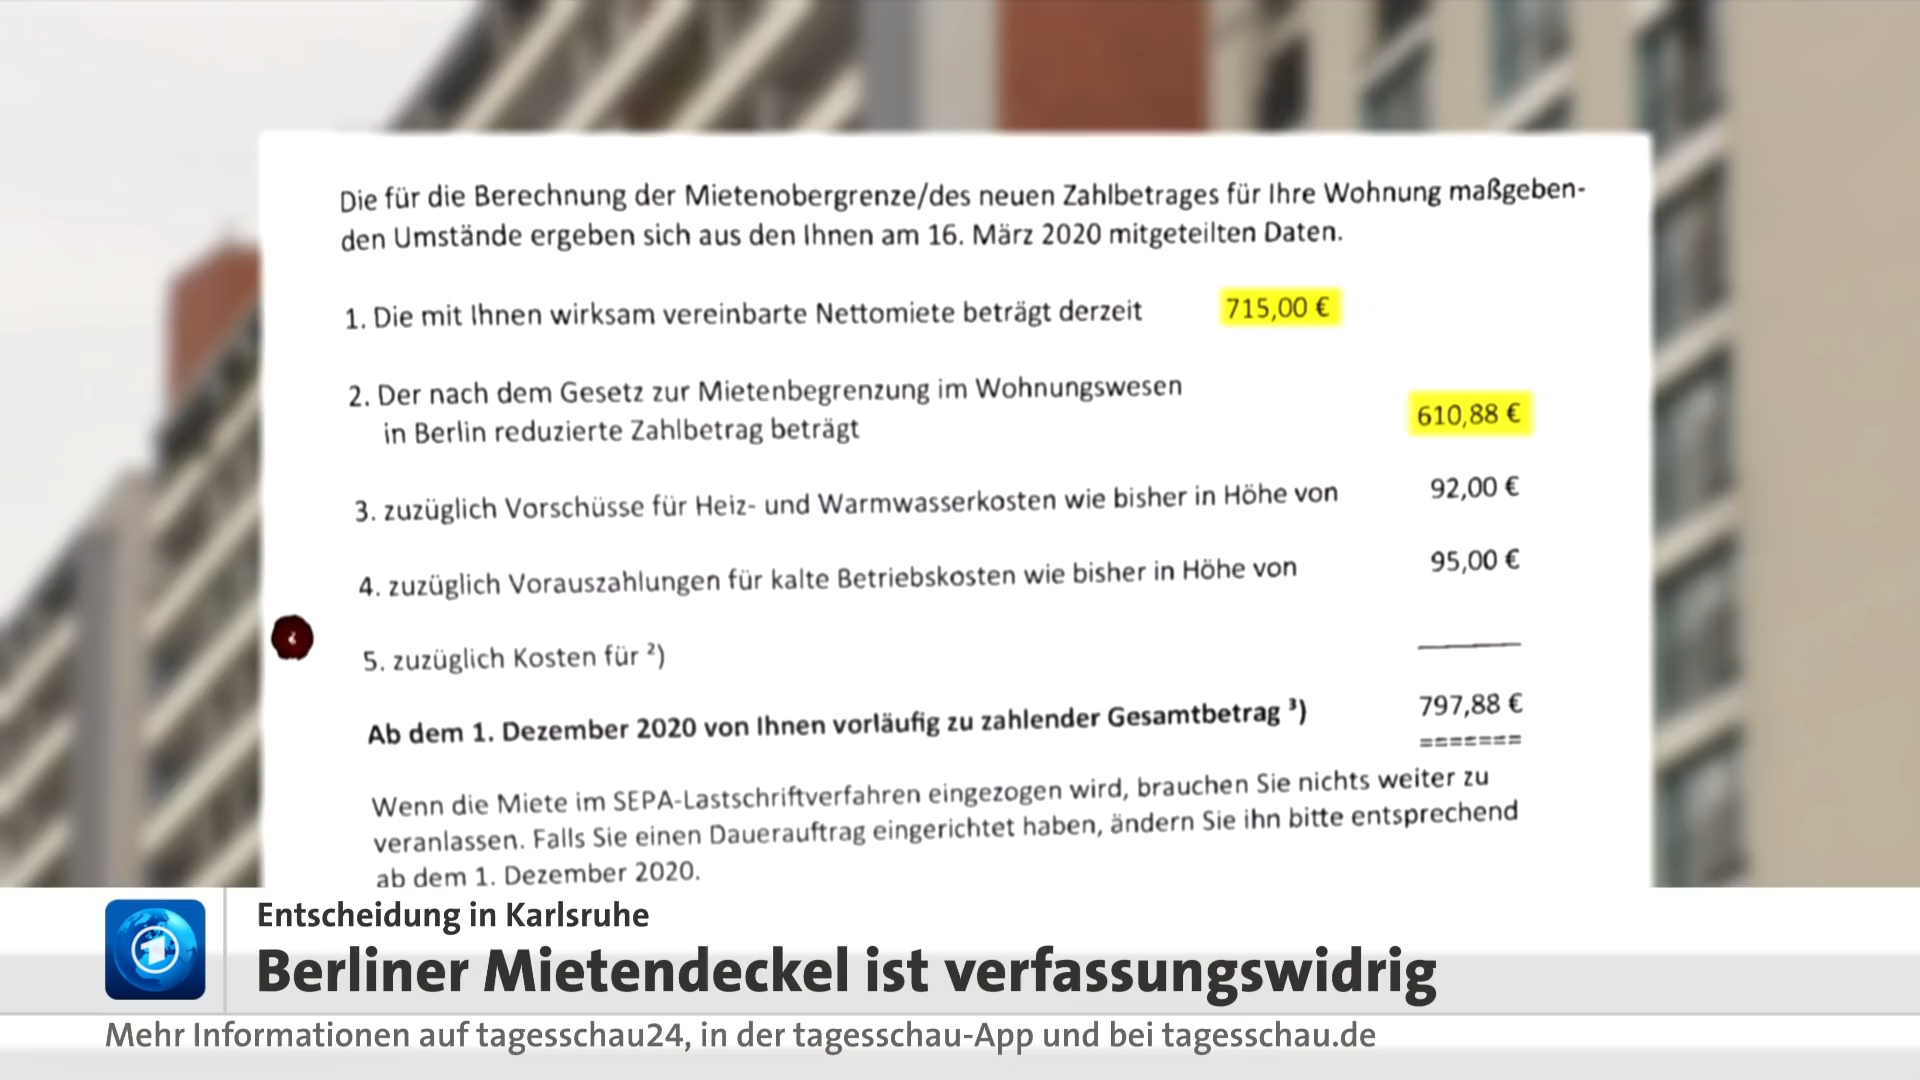 Die für die Berechnung der Mietenobergrenze/des neuen Zahlbetrages für Ihre Wohnung maßgeben-
den Umstände ergeben sich aus den Ihnen am 16. März 2020 mitgeteilten Daten.
1. Die mit Ihnen wirksam vereinbarte Nettomiete beträgt derzeit 715,00 €
2. Der nach dem Gesetz zur Mietenbegrenzung im Wohnungswesen
in Berlin reduzierte Zahlbetrag beträgt 610,88 €
3. zuzüglich Vorschüsse für Heiz- und Warmwasserkosten wie bisher in Höhe von 92,00 €
4. zuzüglich Vorauszahlungen für kalte Betriebskosten wie bisher in Höhe von 95,00 €
5. zuzüglich Kosten für ²)
Ab dem 1. Dezember 2020 von Ihnen vorläufig zu zahlender Gesamtbetrag ³) 797,88 €
=======
Wenn die Miete im SEPA-Lastschriftverfahren eingezogen wird, brauchen Sie nichts weiter zu
veranlassen. Falls Sie einen Dauerauftrag eingerichtet haben, ändern Sie ihn bitte entsprechend
ab dem 1. Dezember 2020.
Entscheidung in Karlsruhe
1
Berliner Mietendeckel ist verfassungswidrig
Mehr Informationen auf tagesschau24, in der tagesschau-App und bei tagesschau.de